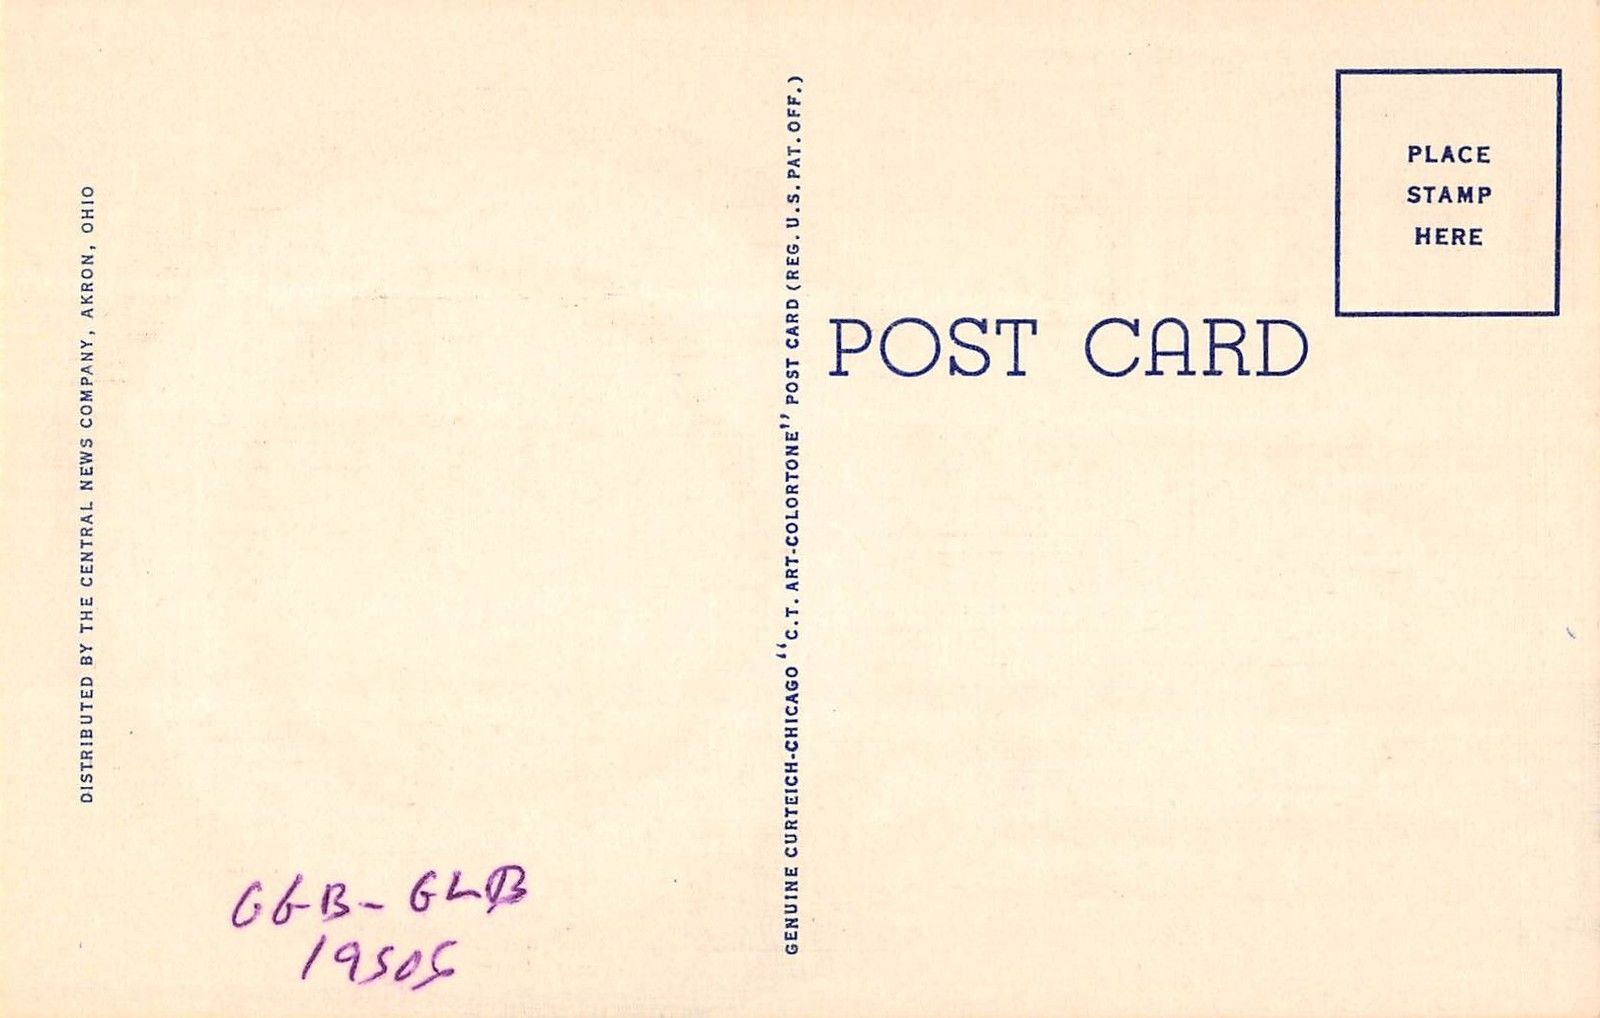 DISTRIBUTED BY THE CENTRAL NEWS COMPANY, AKRON, OHIO
GENUINE CURTEICH-CHICAGO "C.T. ART-COLORTONE" POST CARD (REG. U.S. PAT. OFF.)
PLACE
STAMP
HERE
POST CARD
GGB - GLB
1950s